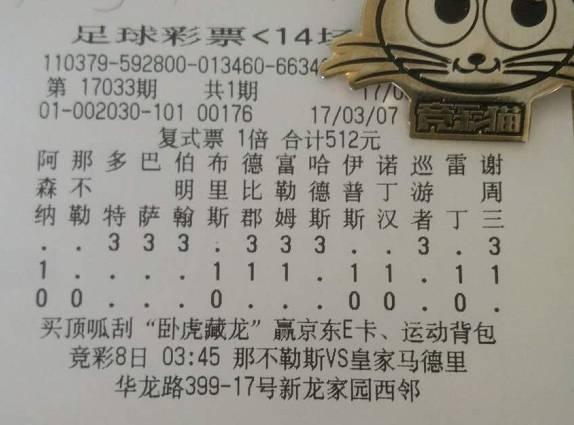 足球彩票<14场
110379-592800-013460-6634
第 17033期 共1期 17/0
01-002030-101 00176 17/03/07
竞彩猫
复式票 1倍 合计512元
阿 那 多 巴 伯 布 德 富 哈 伊 诺 巡 雷 谢
森 不 明 里 比 勒 德 普 丁 游 周
纳 勒 特 萨 翰 斯 郡 姆 斯 斯 汉 者 丁 三
. . 3 3 3 . 3 3 3 . . 3 . 3
1 . . . . 1 1 1 . 1 1 . 1 1
0 0 . . . 0 . . . 0 0 . 0 .
买顶呱刮“卧虎藏龙”赢京东E卡、运动背包
竞彩8日 03:45 那不勒斯VS皇家马德里
华龙路399-17号新龙家园西邻